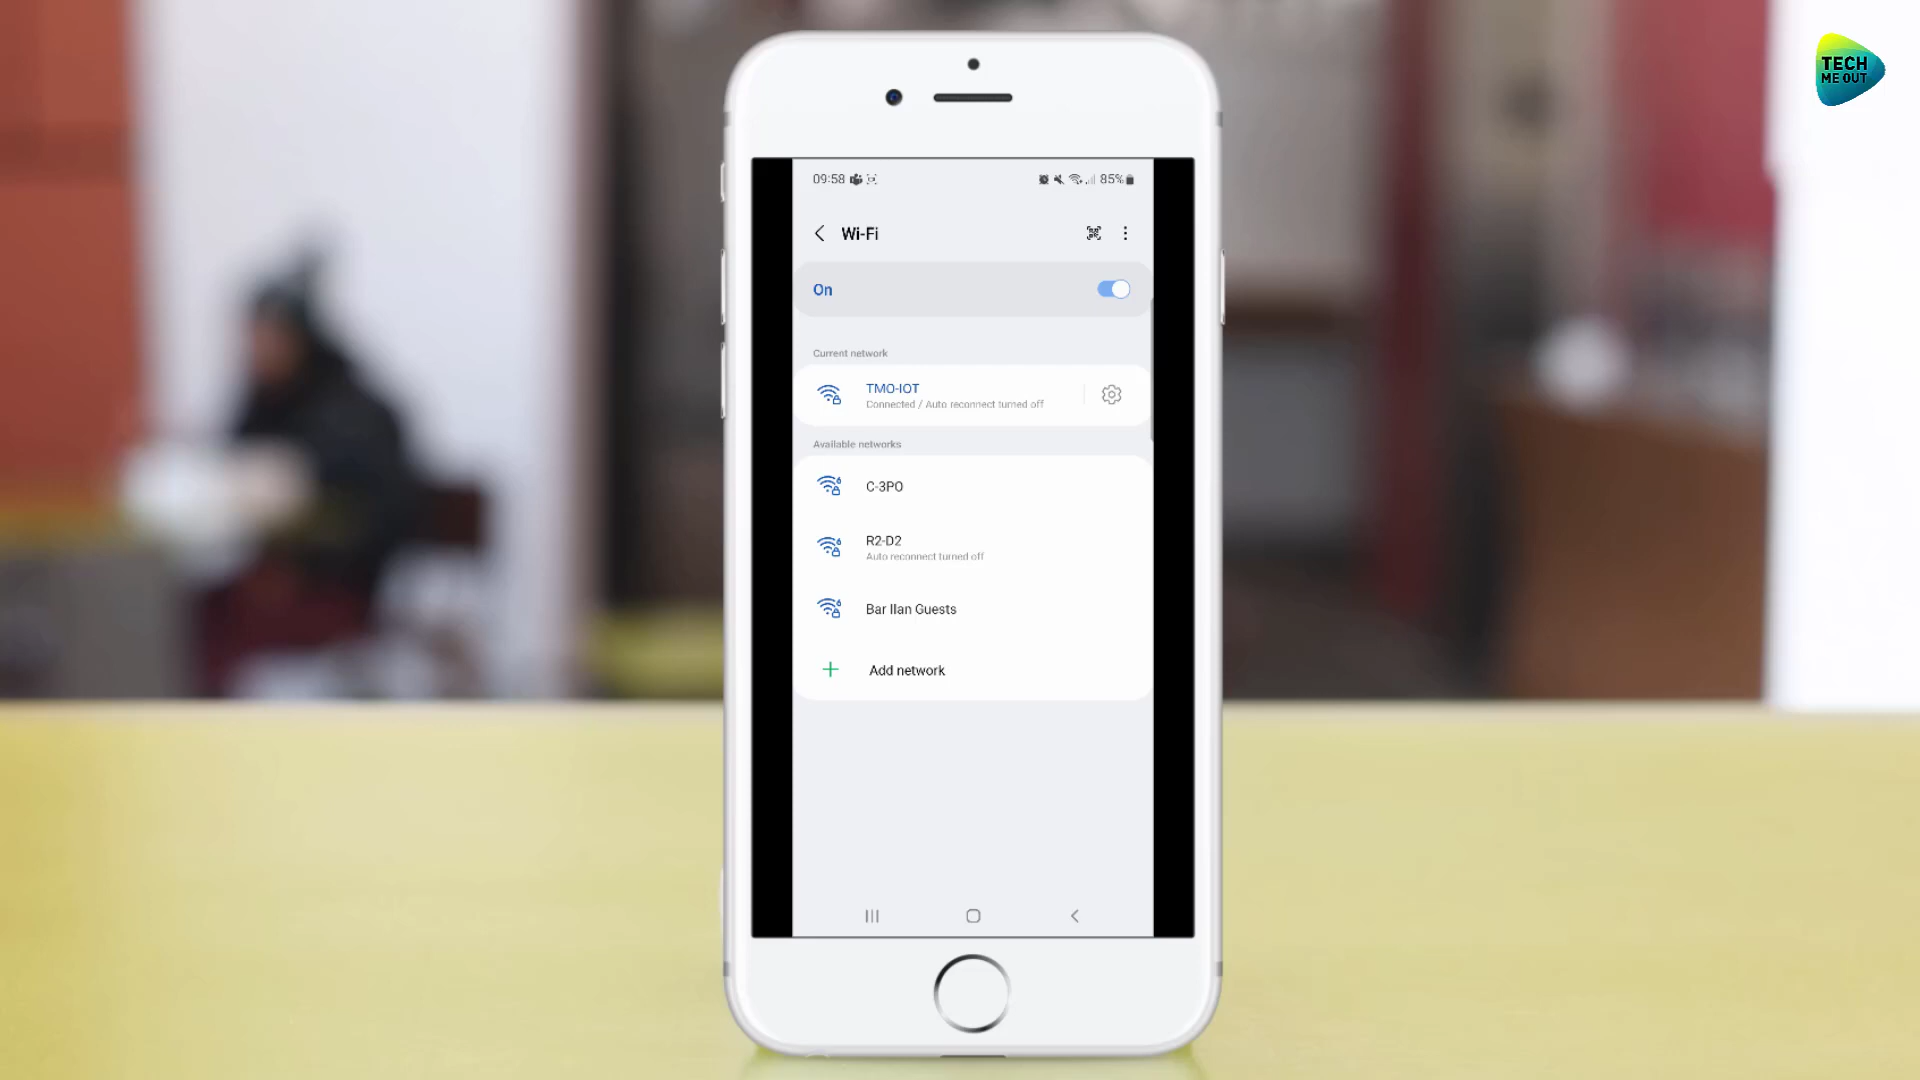 TECH
ME OUT
09:58 85%
Wi-Fi
On
Current network
TMO-IOT
Connected / Auto reconnect turned off
Available networks
C-3PO
R2-D2
Auto reconnect turned off
Bar Ilan Guests
Add network